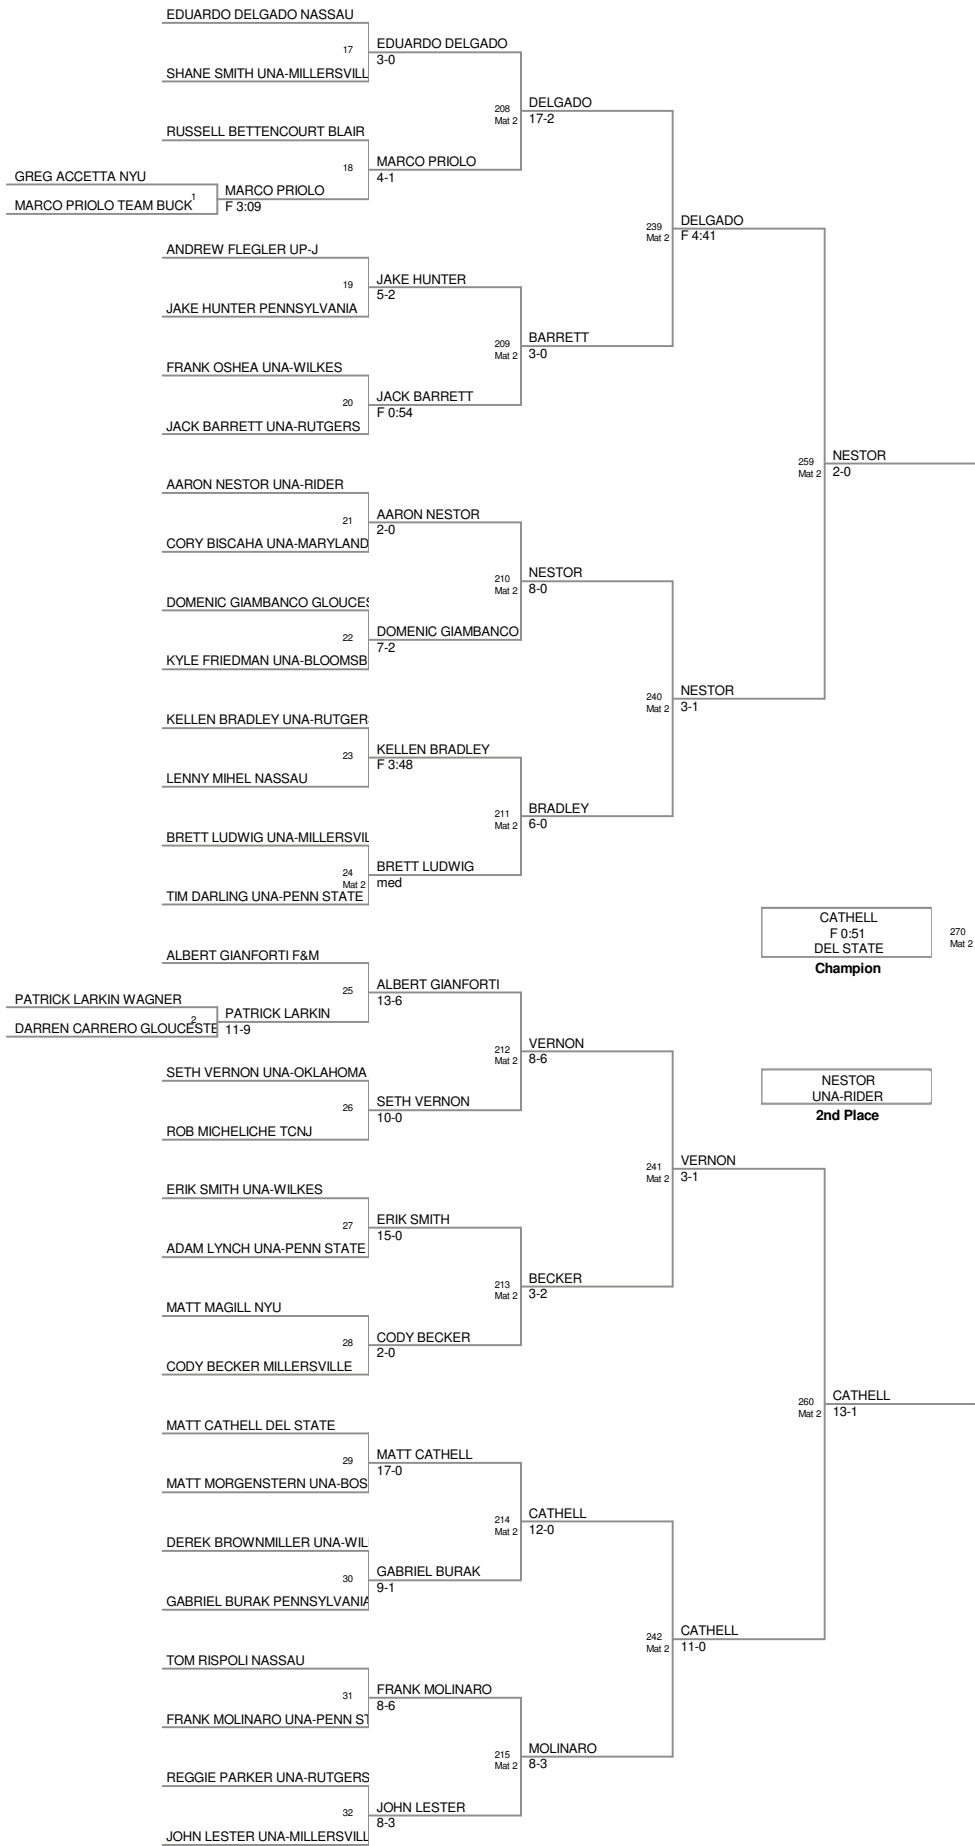 EDUARDO DELGADO NASSAU
17
EDUARDO DELGADO
3-0
SHANE SMITH UNA-MILLERSVILL
208
Mat 2
DELGADO
17-2
RUSSELL BETTENCOURT BLAIR
18
MARCO PRIOLO
4-1
GREG ACCETTA NYU
1
MARCO PRIOLO
F 3:09
MARCO PRIOLO TEAM BUCK
239
Mat 2
DELGADO
F 4:41
ANDREW FLEGLER UP-J
19
JAKE HUNTER
5-2
JAKE HUNTER PENNSYLVANIA
209
Mat 2
BARRETT
3-0
FRANK OSHEA UNA-WILKES
20
JACK BARRETT
F 0:54
JACK BARRETT UNA-RUTGERS
259
Mat 2
NESTOR
2-0
AARON NESTOR UNA-RIDER
21
AARON NESTOR
2-0
CORY BISCAHA UNA-MARYLAND
210
Mat 2
NESTOR
8-0
DOMENIC GIAMBANCO GLOUCES
22
DOMENIC GIAMBANCO
7-2
KYLE FRIEDMAN UNA-BLOOMSB
240
Mat 2
NESTOR
3-1
KELLEN BRADLEY UNA-RUTGER
23
KELLEN BRADLEY
F 3:48
LENNY MIHEL NASSAU
211
Mat 2
BRADLEY
6-0
BRETT LUDWIG UNA-MILLERSVIL
24
Mat 2
BRETT LUDWIG
med
TIM DARLING UNA-PENN STATE
CATHELL
F 0:51
DEL STATE
Champion
270
Mat 2
ALBERT GIANFORTI F&M
25
ALBERT GIANFORTI
13-6
PATRICK LARKIN WAGNER
2
PATRICK LARKIN
11-9
DARREN CARRERO GLOUCESTE
212
Mat 2
VERNON
8-6
SETH VERNON UNA-OKLAHOMA
26
SETH VERNON
10-0
ROB MICHELICHE TCNJ
NESTOR
UNA-RIDER
2nd Place
241
Mat 2
VERNON
3-1
ERIK SMITH UNA-WILKES
27
ERIK SMITH
15-0
ADAM LYNCH UNA-PENN STATE
213
Mat 2
BECKER
3-2
MATT MAGILL NYU
28
CODY BECKER
2-0
CODY BECKER MILLERSVILLE
260
Mat 2
CATHELL
13-1
MATT CATHELL DEL STATE
29
MATT CATHELL
17-0
MATT MORGENSTERN UNA-BOS
214
Mat 2
CATHELL
12-0
DEREK BROWNMILLER UNA-WIL
30
GABRIEL BURAK
9-1
GABRIEL BURAK PENNSYLVANIA
242
Mat 2
CATHELL
11-0
TOM RISPOLI NASSAU
31
FRANK MOLINARO
8-6
FRANK MOLINARO UNA-PENN ST
215
Mat 2
MOLINARO
8-3
REGGIE PARKER UNA-RUTGERS
32
JOHN LESTER
8-3
JOHN LESTER UNA-MILLERSVILL